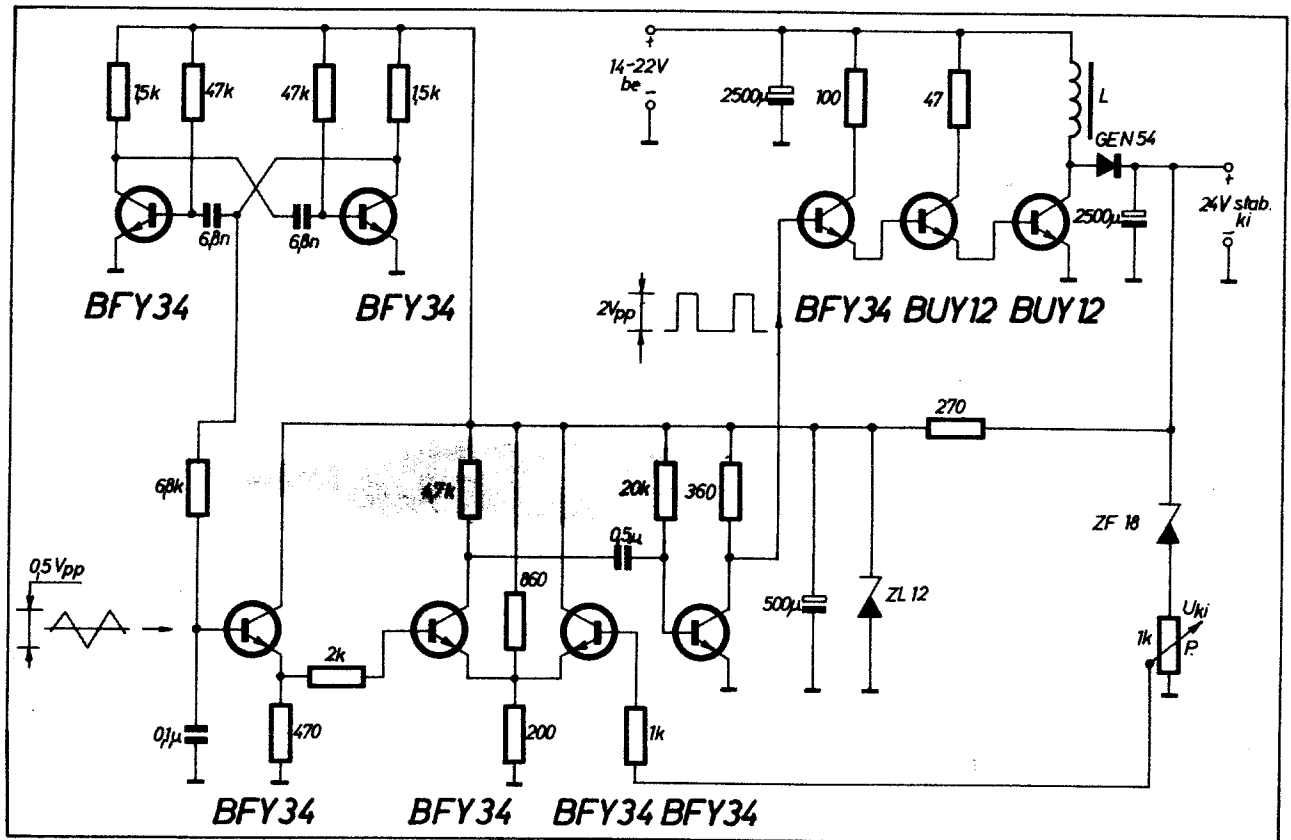 1,5k
47k
47k
1,5k
6,8n
6,8n
BFY34
BFY34
14-22V
be
+
-
2500µ
100
47
L
GEN 54
2500µ
+
24V stab.
-
ki
2Vpp
BFY34 BUY12 BUY12
270
6,8k
4,7k
20k
360
ZF 18
0,5Vpp
0,5µ
860
500µ
ZL 12
Uki
1k
P.
2k
0,1µ
470
200
1k
BFY34
BFY34
BFY34 BFY34